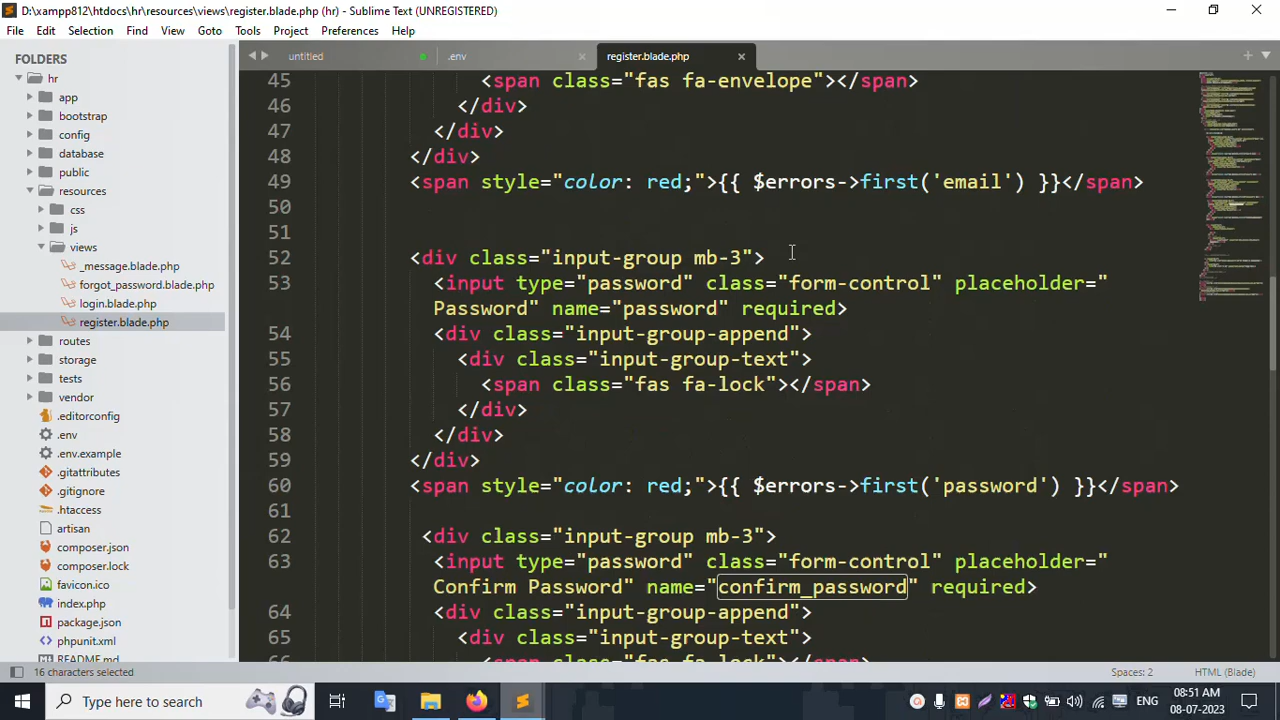 D:\xampp812\htdocs\hr\resources\views\register.blade.php (hr) - Sublime Text (UNREGISTERED)
File Edit Selection Find View Goto Tools Project Preferences Help
FOLDERS
hr
app
bootstrap
config
database
public
resources
css
js
views
_message.blade.php
forgot_password.blade.php
login.blade.php
register.blade.php
routes
storage
tests
vendor
.editorconfig
.env
.env.example
.gitattributes
.gitignore
.htaccess
artisan
composer.json
composer.lock
favicon.ico
index.php
package.json
phpunit.xml
README.md
untitled .env register.blade.php
45 <span class="fas fa-envelope"></span>
46 </div>
47 </div>
48 </div>
49 <span style="color: red;">{{ $errors->first('email') }}</span>
50
51
52 <div class="input-group mb-3">
53 <input type="password" class="form-control" placeholder="
Password" name="password" required>
54 <div class="input-group-append">
55 <div class="input-group-text">
56 <span class="fas fa-lock"></span>
57 </div>
58 </div>
59 </div>
60 <span style="color: red;">{{ $errors->first('password') }}</span>
61
62 <div class="input-group mb-3">
63 <input type="password" class="form-control" placeholder="
Confirm Password" name="confirm_password" required>
64 <div class="input-group-append">
65 <div class="input-group-text">
66 <span class="fas fa-lock"></span>
16 characters selected Spaces: 2 HTML (Blade)
Type here to search ENG 08:51 AM
08-07-2023